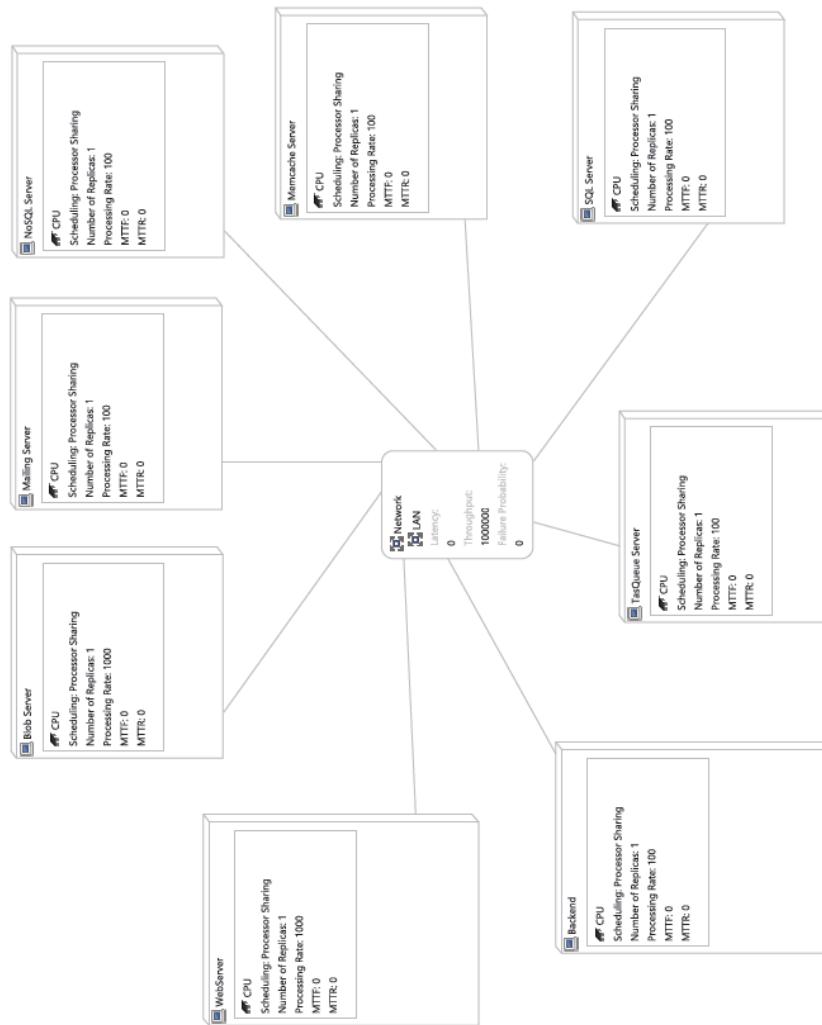 NoSQL Server
CPU
Scheduling: Processor Sharing
Number of Replicas: 1
Processing Rate: 100
MTTF: 0
MTTR: 0
Memcache Server
CPU
Scheduling: Processor Sharing
Number of Replicas: 1
Processing Rate: 100
MTTF: 0
MTTR: 0
SQL Server
CPU
Scheduling: Processor Sharing
Number of Replicas: 1
Processing Rate: 100
MTTF: 0
MTTR: 0
Mailing Server
CPU
Scheduling: Processor Sharing
Number of Replicas: 1
Processing Rate: 100
MTTF: 0
MTTR: 0
Network
LAN
Latency:
0
Throughput:
1000000
Failure Probability:
0
TasQueue Server
CPU
Scheduling: Processor Sharing
Number of Replicas: 1
Processing Rate: 100
MTTF: 0
MTTR: 0
Blob Server
CPU
Scheduling: Processor Sharing
Number of Replicas: 1
Processing Rate: 1000
MTTF: 0
MTTR: 0
WebServer
CPU
Scheduling: Processor Sharing
Number of Replicas: 1
Processing Rate: 1000
MTTF: 0
MTTR: 0
Backend
CPU
Scheduling: Processor Sharing
Number of Replicas: 1
Processing Rate: 100
MTTF: 0
MTTR: 0